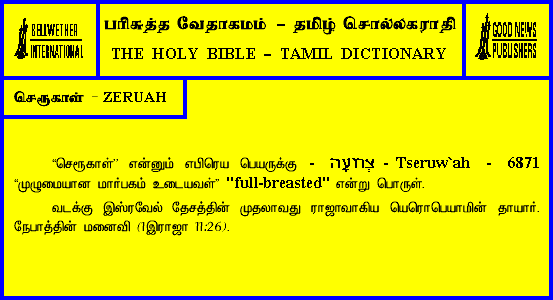 BELLWETHER
INTERNATIONAL
பரிசுத்த வேதாகமம் – தமிழ் சொல்லகராதி
THE HOLY BIBLE – TAMIL DICTIONARY
GOOD NEWS
PUBLISHERS
செரூகாள் – ZERUAH
“செரூகாள்” என்னும் எபிரெய பெயருக்கு - צְרוּעָה - Tseruw`ah - 6871
“முழுமையான மார்பகம் உடையவள்” "full-breasted" என்று பொருள்.
வடக்கு இஸ்ரவேல் தேசத்தின் முதலாவது ராஜாவாகிய யெரொபெயாமின் தாயார்.
நேபாத்தின் மனைவி (1இராஜா 11:26).